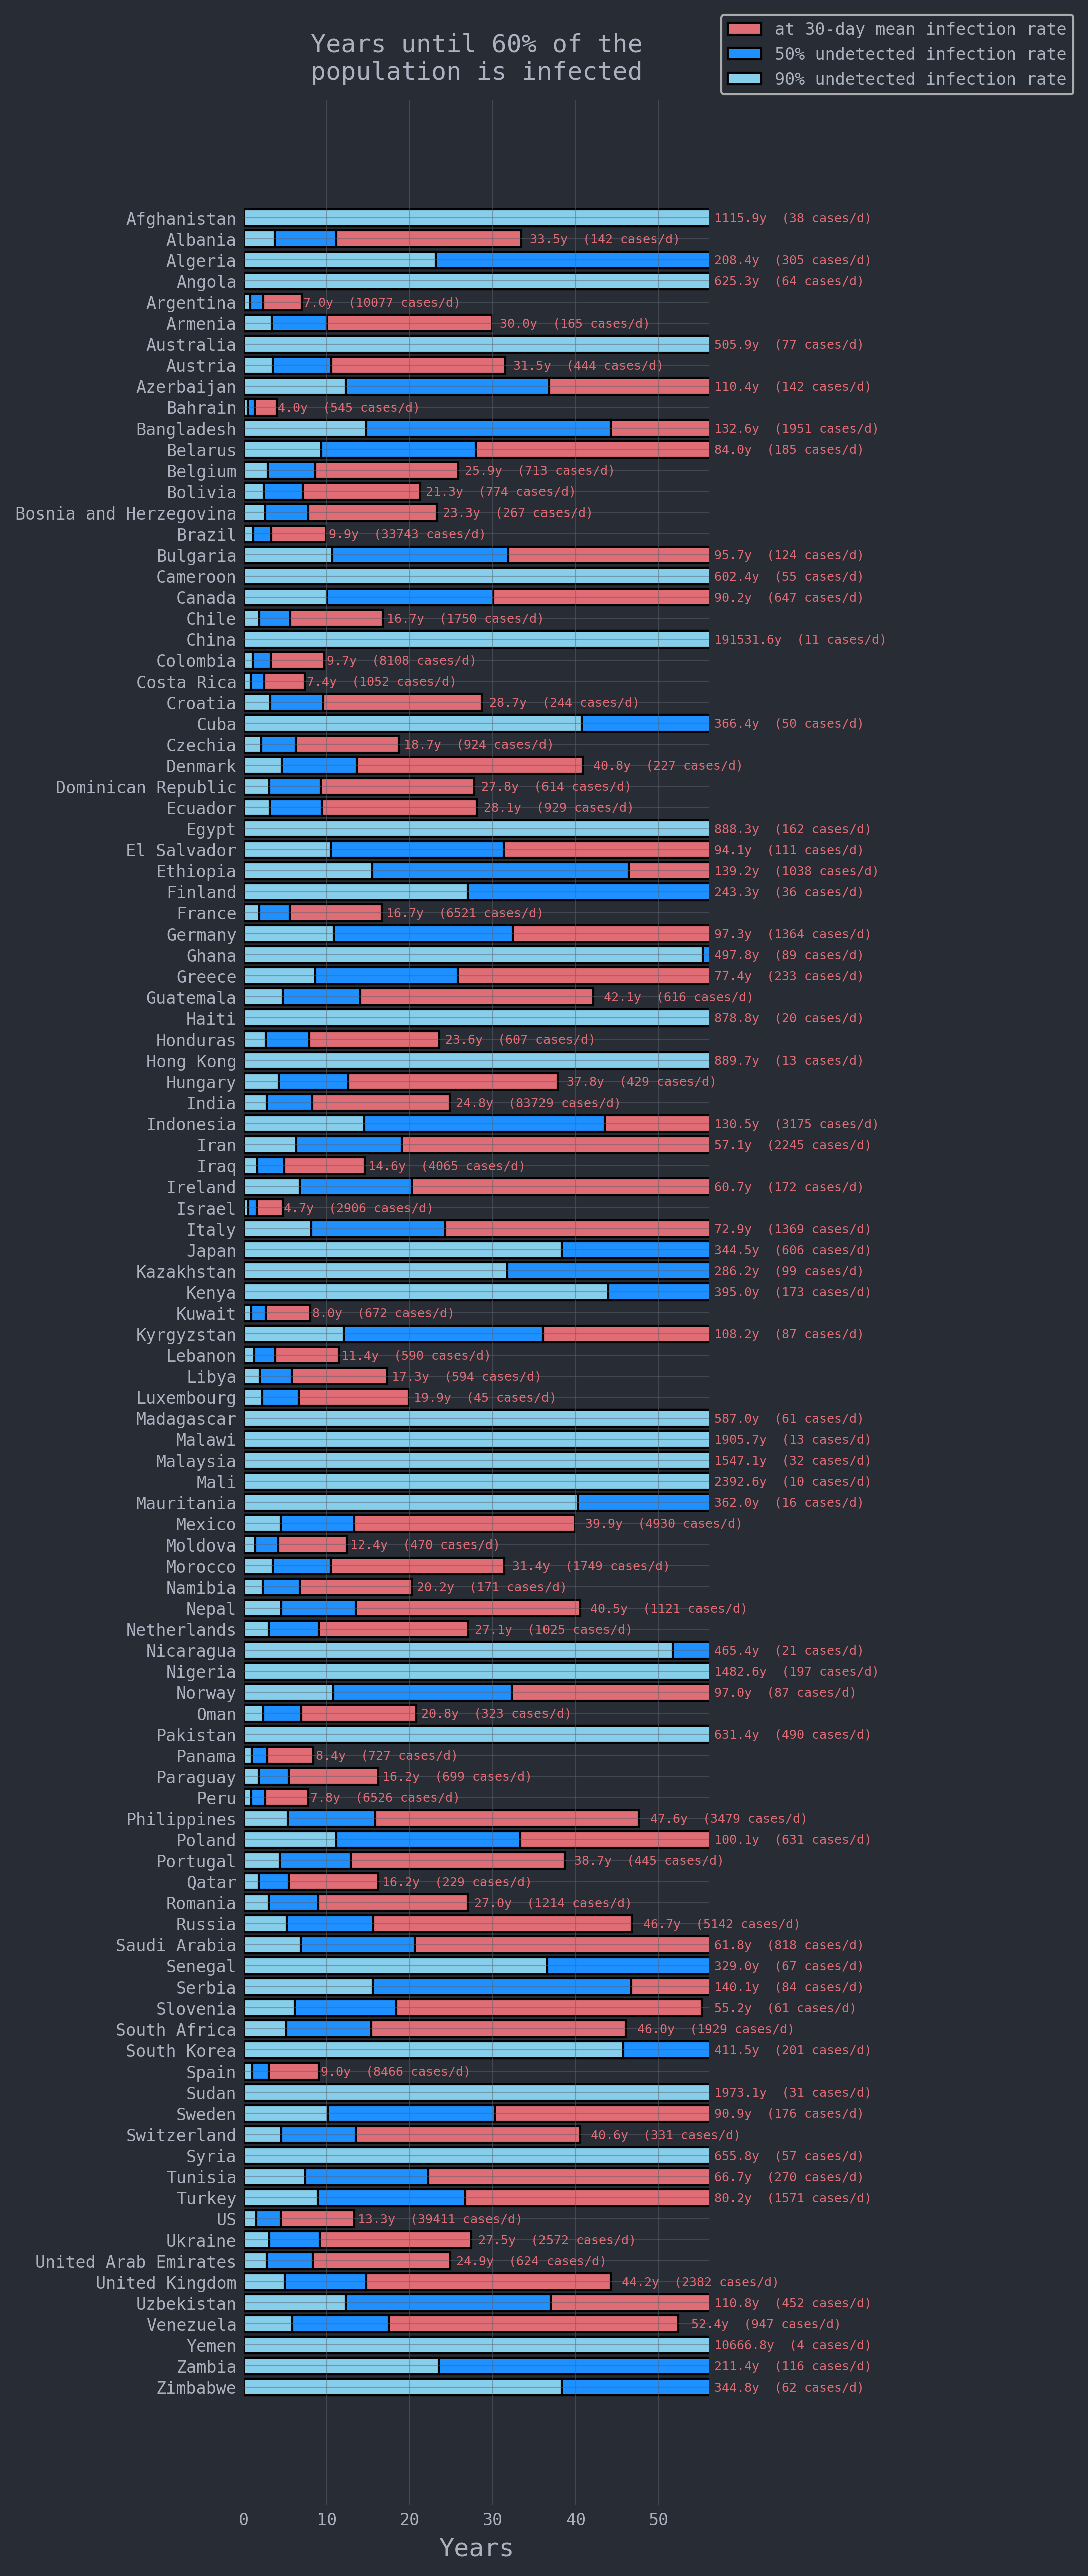 Years until 60% of the
population is infected
at 30-day mean infection rate
50% undetected infection rate
90% undetected infection rate
Afghanistan 1115.9y (38 cases/d)
Albania 33.5y (142 cases/d)
Algeria 208.4y (305 cases/d)
Angola 625.3y (64 cases/d)
Argentina 7.0y (10077 cases/d)
Armenia 30.0y (165 cases/d)
Australia 505.9y (77 cases/d)
Austria 31.5y (444 cases/d)
Azerbaijan 110.4y (142 cases/d)
Bahrain 4.0y (545 cases/d)
Bangladesh 132.6y (1951 cases/d)
Belarus 84.0y (185 cases/d)
Belgium 25.9y (713 cases/d)
Bolivia 21.3y (774 cases/d)
Bosnia and Herzegovina 23.3y (267 cases/d)
Brazil 9.9y (33743 cases/d)
Bulgaria 95.7y (124 cases/d)
Cameroon 602.4y (55 cases/d)
Canada 90.2y (647 cases/d)
Chile 16.7y (1750 cases/d)
China 191531.6y (11 cases/d)
Colombia 9.7y (8108 cases/d)
Costa Rica 7.4y (1052 cases/d)
Croatia 28.7y (244 cases/d)
Cuba 366.4y (50 cases/d)
Czechia 18.7y (924 cases/d)
Denmark 40.8y (227 cases/d)
Dominican Republic 27.8y (614 cases/d)
Ecuador 28.1y (929 cases/d)
Egypt 888.3y (162 cases/d)
El Salvador 94.1y (111 cases/d)
Ethiopia 139.2y (1038 cases/d)
Finland 243.3y (36 cases/d)
France 16.7y (6521 cases/d)
Germany 97.3y (1364 cases/d)
Ghana 497.8y (89 cases/d)
Greece 77.4y (233 cases/d)
Guatemala 42.1y (616 cases/d)
Haiti 878.8y (20 cases/d)
Honduras 23.6y (607 cases/d)
Hong Kong 889.7y (13 cases/d)
Hungary 37.8y (429 cases/d)
India 24.8y (83729 cases/d)
Indonesia 130.5y (3175 cases/d)
Iran 57.1y (2245 cases/d)
Iraq 14.6y (4065 cases/d)
Ireland 60.7y (172 cases/d)
Israel 4.7y (2906 cases/d)
Italy 72.9y (1369 cases/d)
Japan 344.5y (606 cases/d)
Kazakhstan 286.2y (99 cases/d)
Kenya 395.0y (173 cases/d)
Kuwait 8.0y (672 cases/d)
Kyrgyzstan 108.2y (87 cases/d)
Lebanon 11.4y (590 cases/d)
Libya 17.3y (594 cases/d)
Luxembourg 19.9y (45 cases/d)
Madagascar 587.0y (61 cases/d)
Malawi 1905.7y (13 cases/d)
Malaysia 1547.1y (32 cases/d)
Mali 2392.6y (10 cases/d)
Mauritania 362.0y (16 cases/d)
Mexico 39.9y (4930 cases/d)
Moldova 12.4y (470 cases/d)
Morocco 31.4y (1749 cases/d)
Namibia 20.2y (171 cases/d)
Nepal 40.5y (1121 cases/d)
Netherlands 27.1y (1025 cases/d)
Nicaragua 465.4y (21 cases/d)
Nigeria 1482.6y (197 cases/d)
Norway 97.0y (87 cases/d)
Oman 20.8y (323 cases/d)
Pakistan 631.4y (490 cases/d)
Panama 8.4y (727 cases/d)
Paraguay 16.2y (699 cases/d)
Peru 7.8y (6526 cases/d)
Philippines 47.6y (3479 cases/d)
Poland 100.1y (631 cases/d)
Portugal 38.7y (445 cases/d)
Qatar 16.2y (229 cases/d)
Romania 27.0y (1214 cases/d)
Russia 46.7y (5142 cases/d)
Saudi Arabia 61.8y (818 cases/d)
Senegal 329.0y (67 cases/d)
Serbia 140.1y (84 cases/d)
Slovenia 55.2y (61 cases/d)
South Africa 46.0y (1929 cases/d)
South Korea 411.5y (201 cases/d)
Spain 9.0y (8466 cases/d)
Sudan 1973.1y (31 cases/d)
Sweden 90.9y (176 cases/d)
Switzerland 40.6y (331 cases/d)
Syria 655.8y (57 cases/d)
Tunisia 66.7y (270 cases/d)
Turkey 80.2y (1571 cases/d)
US 13.3y (39411 cases/d)
Ukraine 27.5y (2572 cases/d)
United Arab Emirates 24.9y (624 cases/d)
United Kingdom 44.2y (2382 cases/d)
Uzbekistan 110.8y (452 cases/d)
Venezuela 52.4y (947 cases/d)
Yemen 10666.8y (4 cases/d)
Zambia 211.4y (116 cases/d)
Zimbabwe 344.8y (62 cases/d)
0 10 20 30 40 50
Years